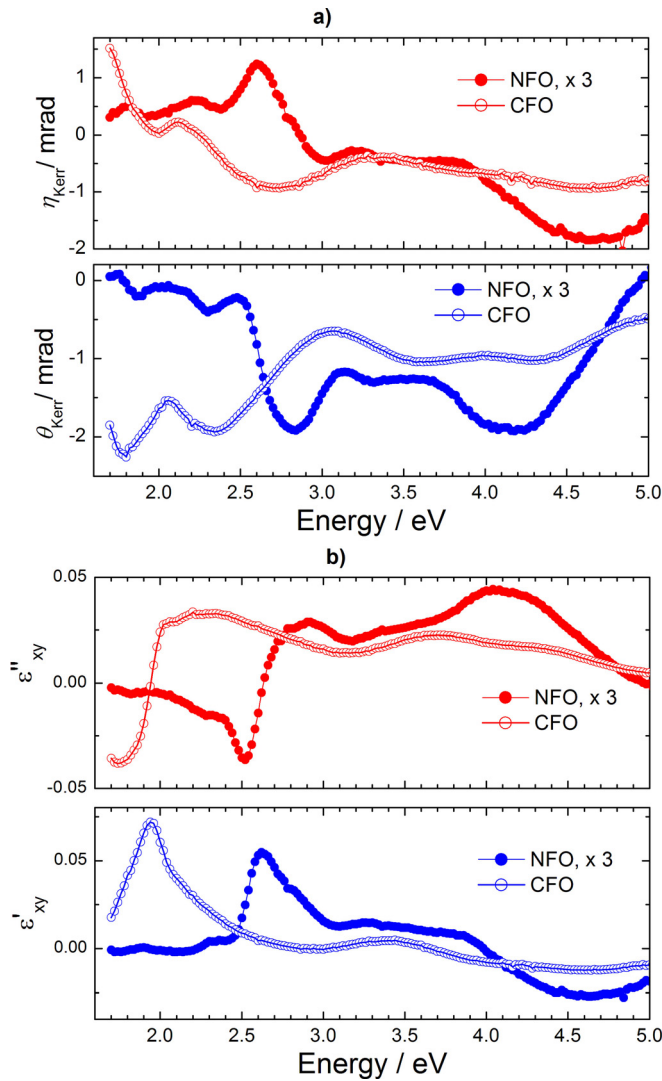 a)
1
0
-1
-2
η_Kerr/ mrad
NFO, x 3
CFO
0
-1
-2
θ_Kerr/ mrad
NFO, x 3
CFO
2.0 2.5 3.0 3.5 4.0 4.5 5.0
Energy / eV
b)
0.05
0.00
-0.05
ε''_xy
NFO, x 3
CFO
0.05
0.00
ε'_xy
NFO, x 3
CFO
2.0 2.5 3.0 3.5 4.0 4.5 5.0
Energy / eV